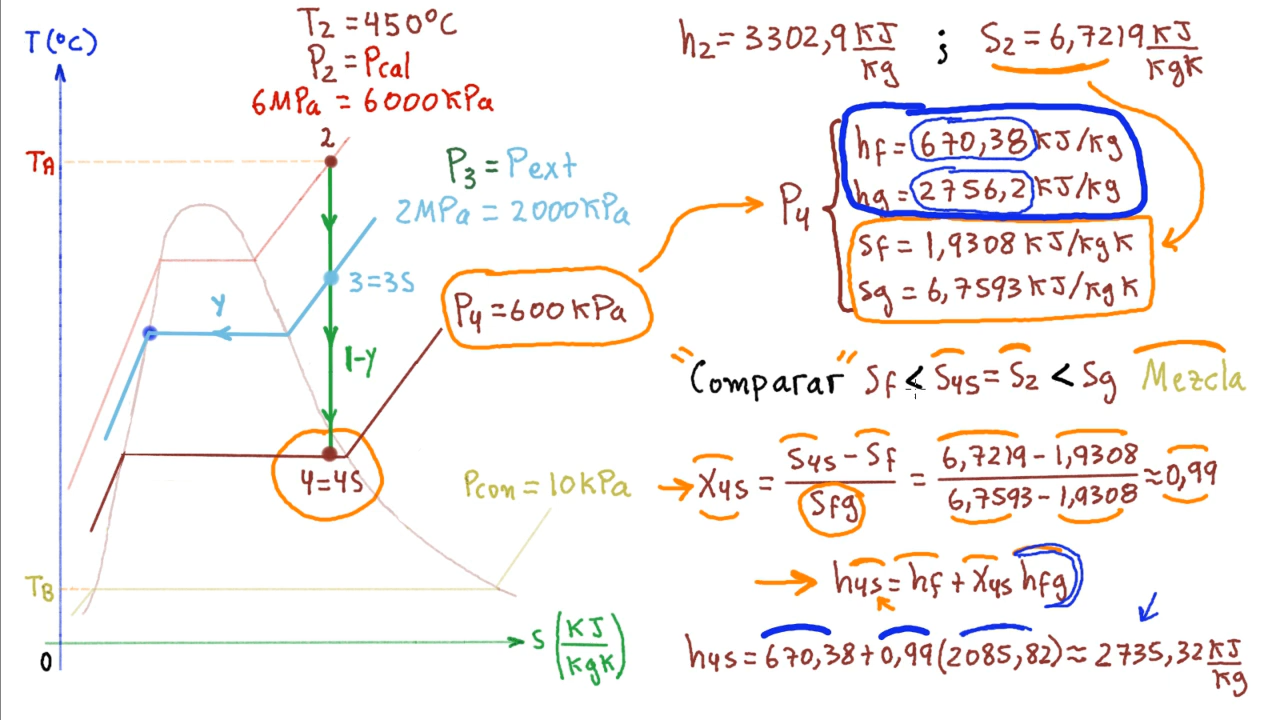 T2 = 450°C
P2 = Pcal
6MPa = 6000KPa
T(°C)
TA
2
P3 = Pext
2MPa = 2000KPa
3=3S
y
P4 = 600KPa
1-y
4=4S
Pcon = 10KPa
TB
0
S (KJ/KgK)
h2 = 3302,9 KJ/Kg ; S2 = 6,7219 KJ/KgK
P4 {
hf = 670,38 KJ/Kg
hg = 2756,2 KJ/Kg
Sf = 1,9308 KJ/KgK
Sg = 6,7593 KJ/KgK
"Comparar" Sf < S4S = S2 < Sg Mezcla
→ X4S = (S4S - Sf)/Sfg = (6,7219 - 1,9308)/(6,7593 - 1,9308) ≈ 0,99
→ h4S = hf + X4S hfg
h4S = 670,38 + 0,99 (2085,82) ≈ 2735,32 KJ/Kg